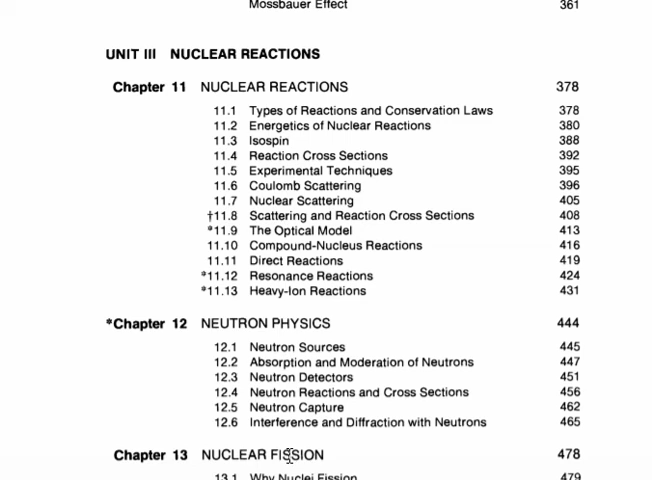 Mossbauer Effect 361
UNIT III NUCLEAR REACTIONS
Chapter 11 NUCLEAR REACTIONS 378
11.1 Types of Reactions and Conservation Laws 378
11.2 Energetics of Nuclear Reactions 380
11.3 Isospin 388
11.4 Reaction Cross Sections 392
11.5 Experimental Techniques 395
11.6 Coulomb Scattering 396
11.7 Nuclear Scattering 405
†11.8 Scattering and Reaction Cross Sections 408
*11.9 The Optical Model 413
11.10 Compound-Nucleus Reactions 416
11.11 Direct Reactions 419
*11.12 Resonance Reactions 424
*11.13 Heavy-Ion Reactions 431
*Chapter 12 NEUTRON PHYSICS 444
12.1 Neutron Sources 445
12.2 Absorption and Moderation of Neutrons 447
12.3 Neutron Detectors 451
12.4 Neutron Reactions and Cross Sections 456
12.5 Neutron Capture 462
12.6 Interference and Diffraction with Neutrons 465
Chapter 13 NUCLEAR FISSION 478
13.1 Why Nuclei Fission 479